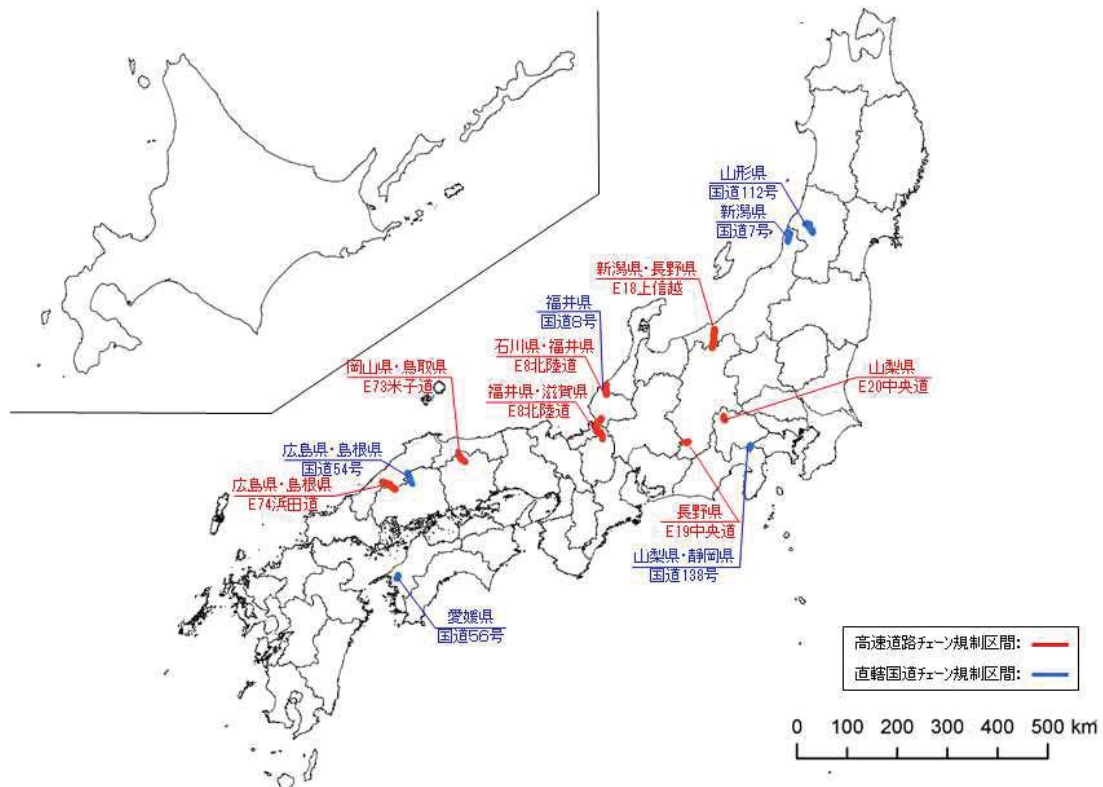 山形県
国道112号
新潟県
国道7号
新潟県・長野県
E18上信越
福井県
国道8号
石川県・福井県
E8北陸道
岡山県・鳥取県
E73米子道
福井県・滋賀県
E8北陸道
山梨県
E20中央道
広島県・島根県
国道54号
広島県・島根県
E74浜田道
長野県
E19中央道
山梨県・静岡県
国道138号
愛媛県
国道56号
高速道路チェーン規制区間:
直轄国道チェーン規制区間:
0 100 200 300 400 500 km